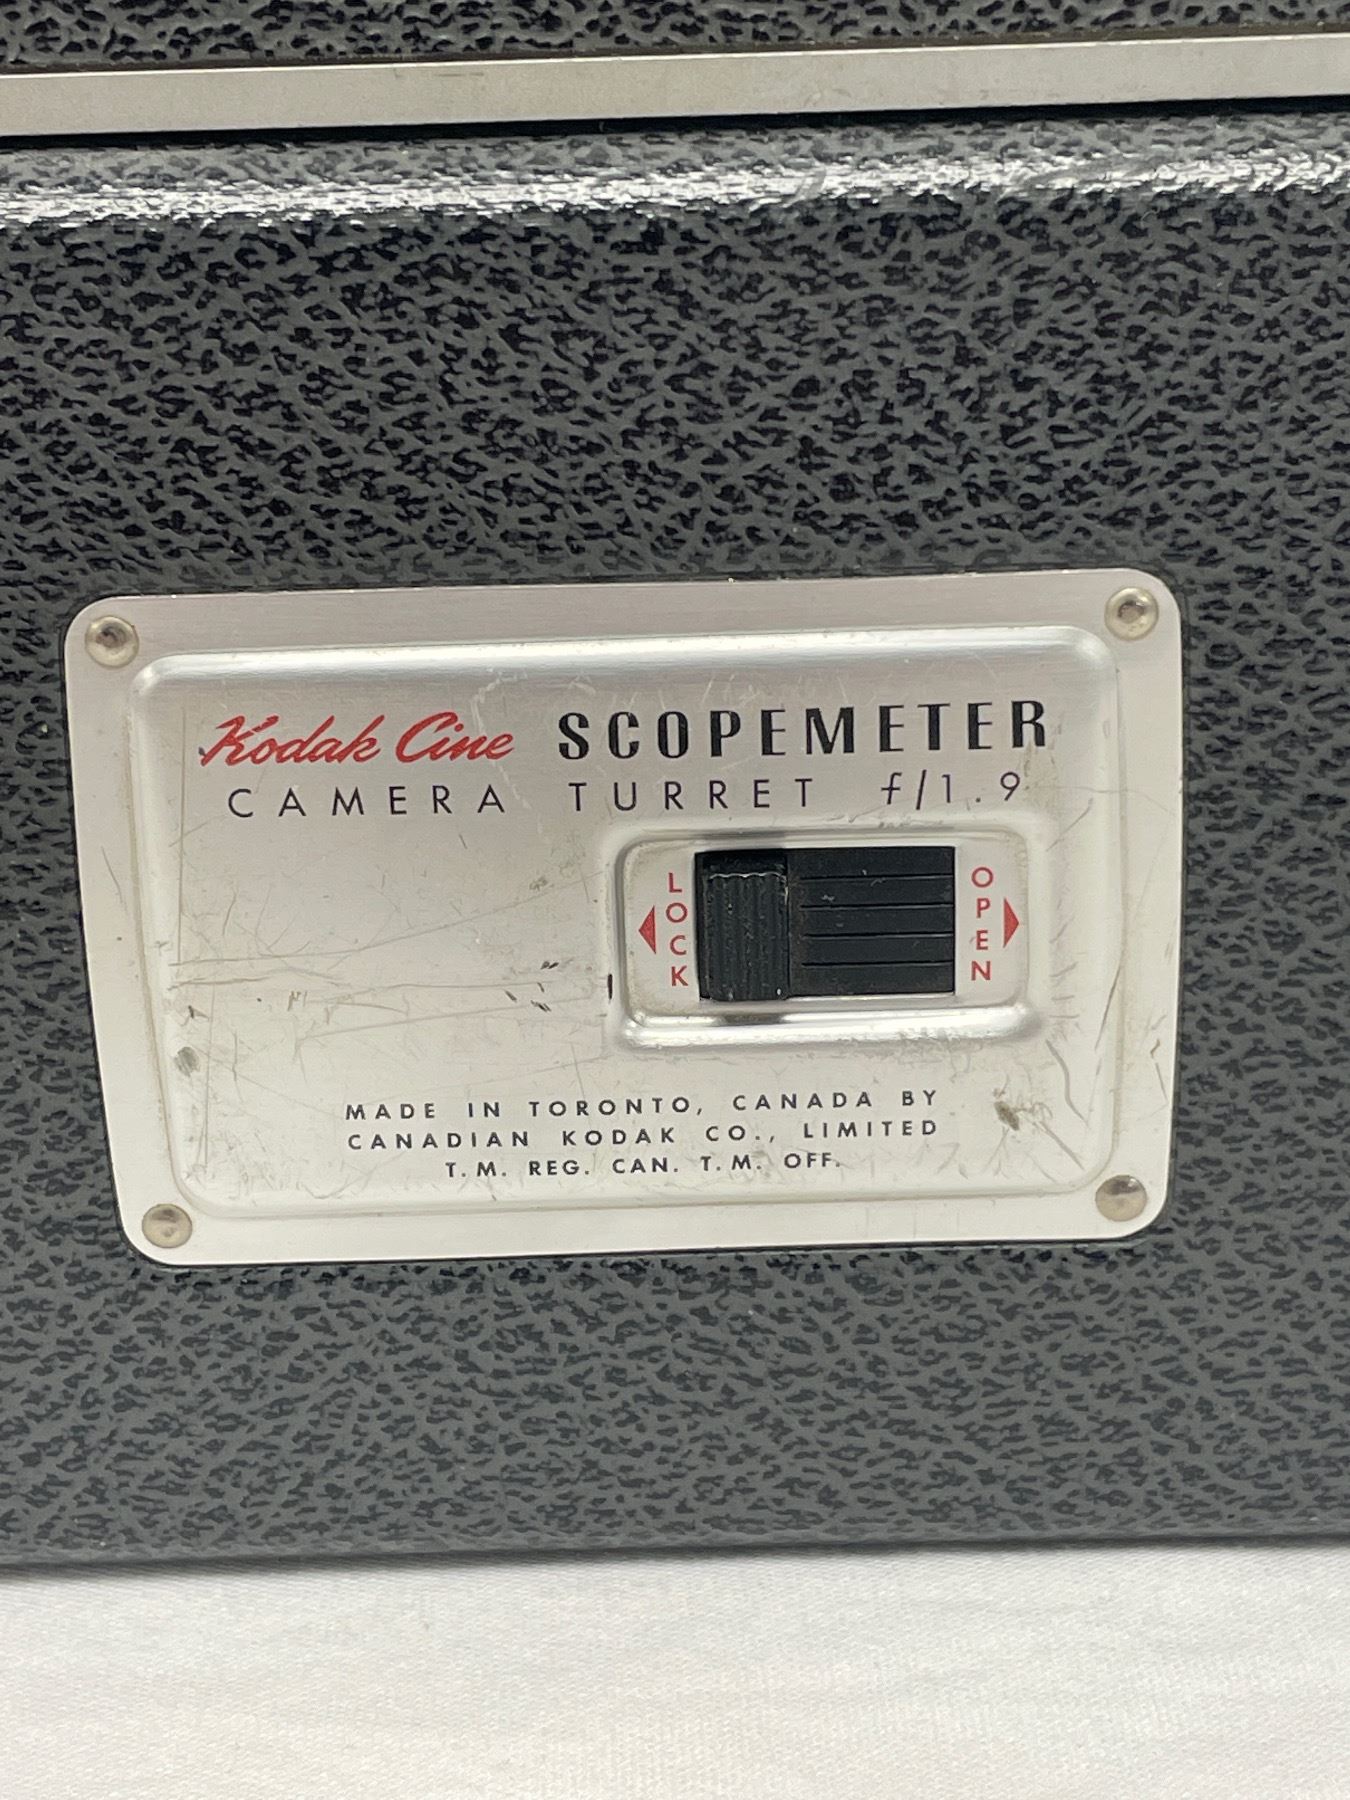 Kodak Cine SCOPEMETER
CAMERA TURRET f/1.9
LOCK
OPEN
MADE IN TORONTO, CANADA BY
CANADIAN KODAK CO., LIMITED
T.M. REG. CAN. T.M. OFF.